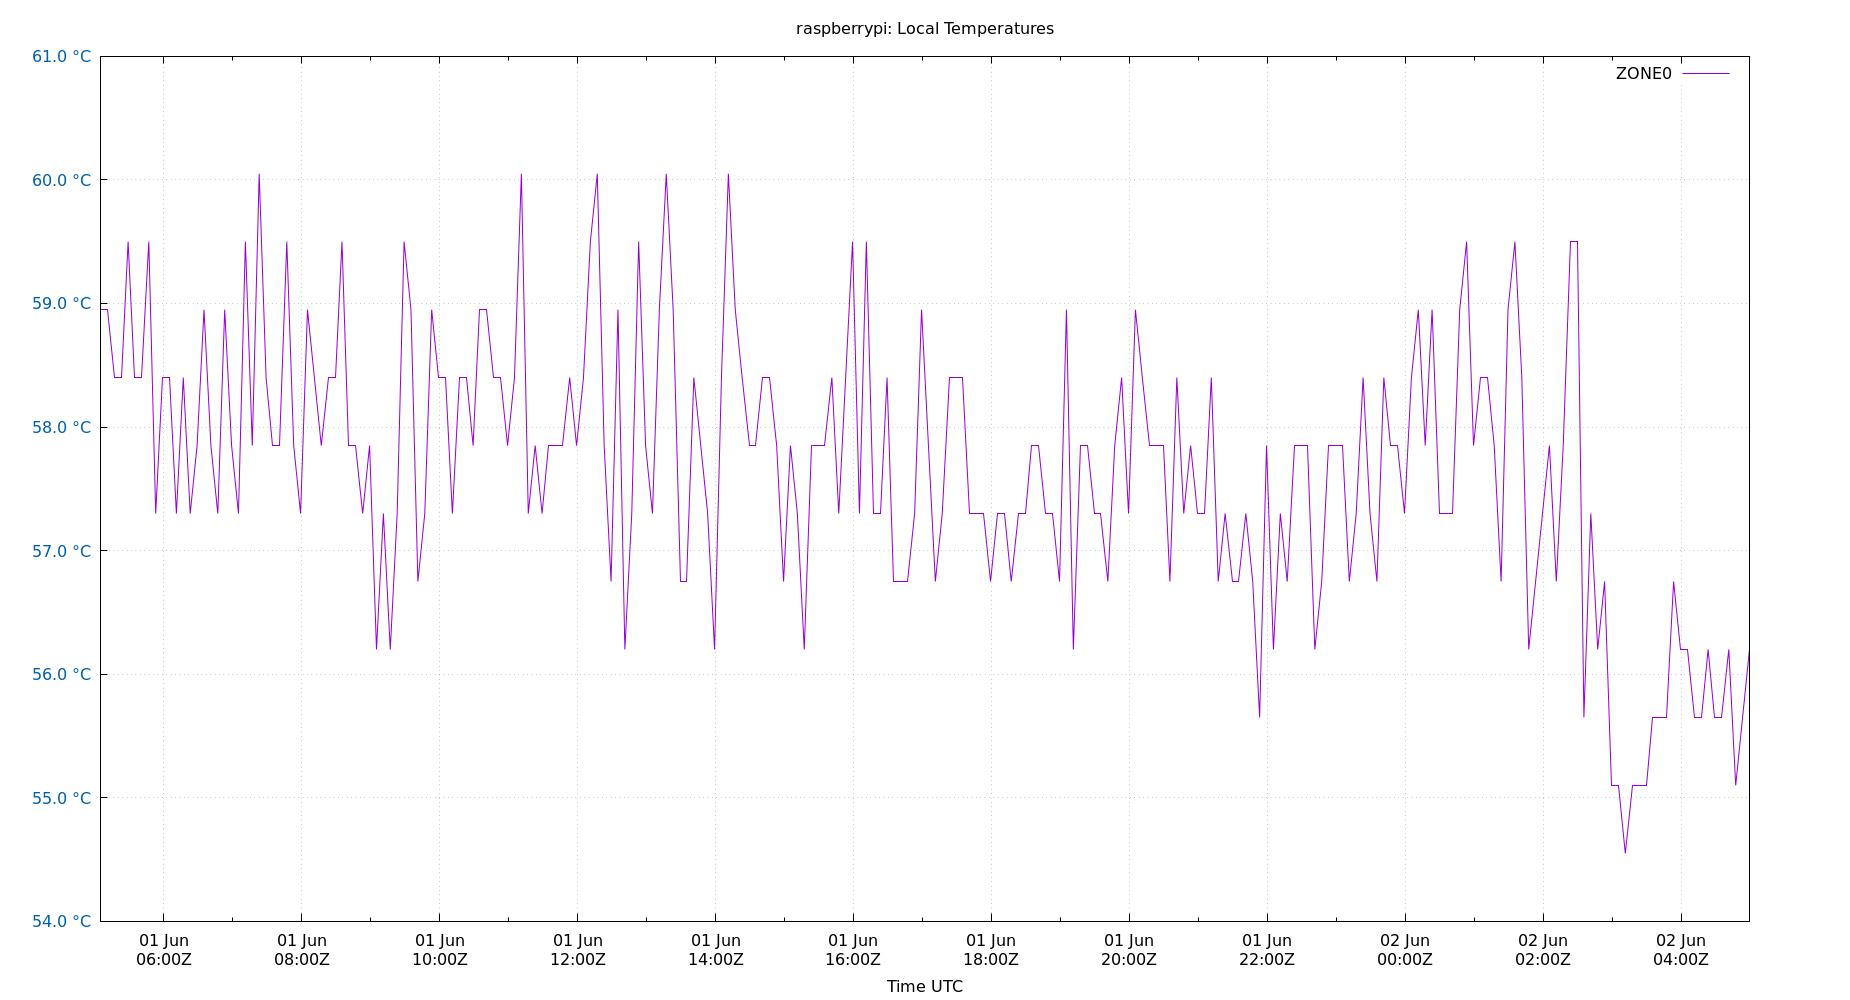 raspberrypi: Local Temperatures
61.0 °C
ZONE0
60.0 °C
59.0 °C
58.0 °C
57.0 °C
56.0 °C
55.0 °C
54.0 °C
01 Jun 01 Jun 01 Jun 01 Jun 01 Jun 01 Jun 01 Jun 01 Jun 01 Jun 02 Jun 02 Jun 02 Jun
06:00Z 08:00Z 10:00Z 12:00Z 14:00Z 16:00Z 18:00Z 20:00Z 22:00Z 00:00Z 02:00Z 04:00Z
Time UTC